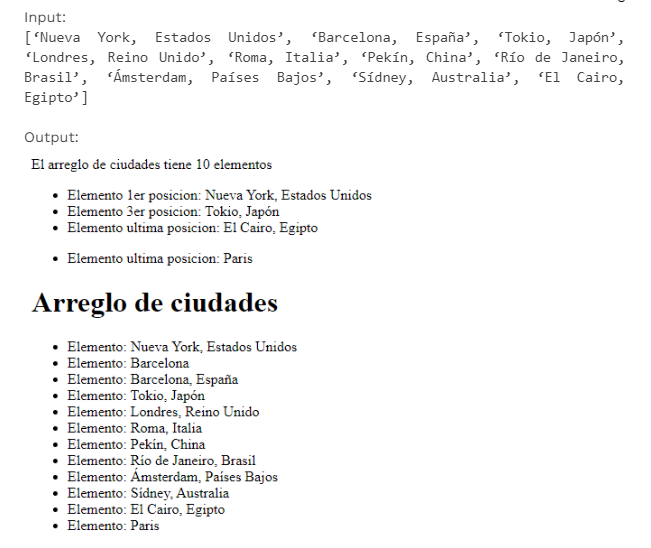 Input:
[‘Nueva York, Estados Unidos’, ‘Barcelona, España’, ‘Tokio, Japón’,
‘Londres, Reino Unido’, ‘Roma, Italia’, ‘Pekín, China’, ‘Río de Janeiro,
Brasil’, ‘Ámsterdam, Países Bajos’, ‘Sídney, Australia’, ‘El Cairo,
Egipto’]
Output:
El arreglo de ciudades tiene 10 elementos
• Elemento 1er posicion: Nueva York, Estados Unidos
• Elemento 3er posicion: Tokio, Japón
• Elemento ultima posicion: El Cairo, Egipto
• Elemento ultima posicion: Paris
Arreglo de ciudades
• Elemento: Nueva York, Estados Unidos
• Elemento: Barcelona
• Elemento: Barcelona, España
• Elemento: Tokio, Japón
• Elemento: Londres, Reino Unido
• Elemento: Roma, Italia
• Elemento: Pekín, China
• Elemento: Río de Janeiro, Brasil
• Elemento: Ámsterdam, Países Bajos
• Elemento: Sídney, Australia
• Elemento: El Cairo, Egipto
• Elemento: Paris